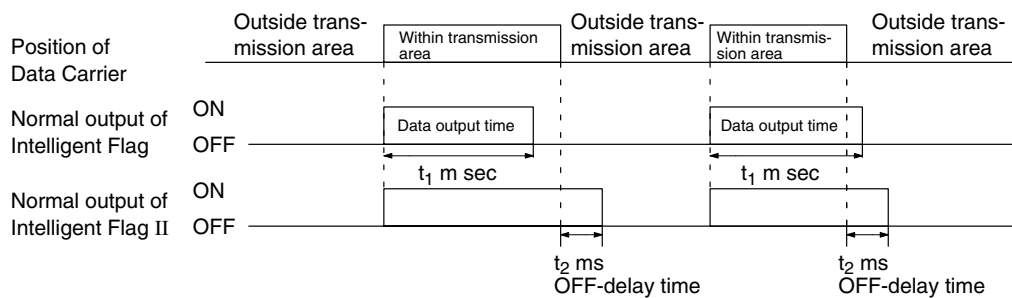 Outside trans-
mission area
Outside trans-
mission area
Outside trans-
mission area
Position of
Data Carrier
Within transmission
area
Within transmis-
sion area
Normal output of
Intelligent Flag
ON
OFF
Data output time
Data output time
t1 m sec
t1 m sec
Normal output of
Intelligent Flag II
ON
OFF
t2 ms
OFF-delay time
t2 ms
OFF-delay time